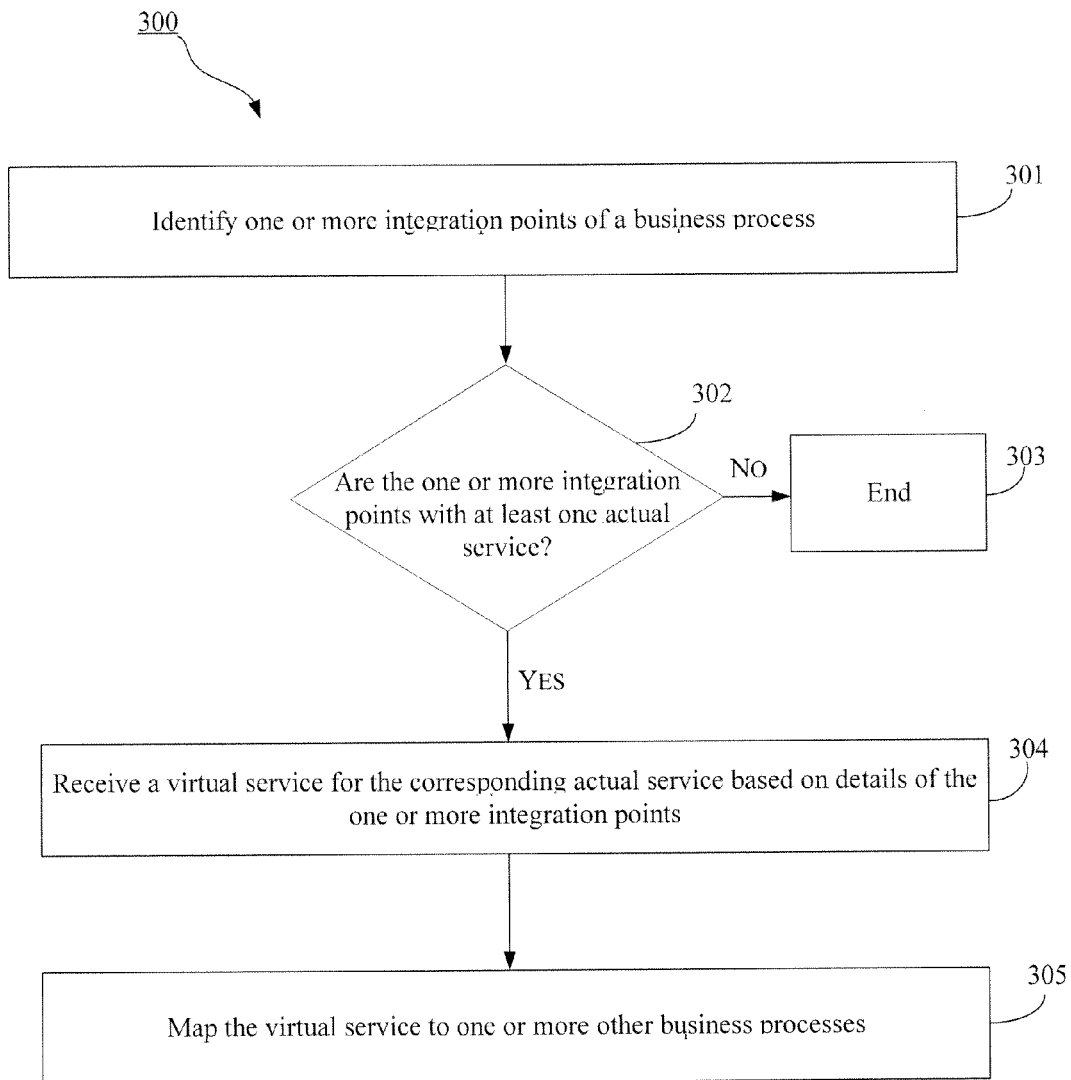 300
301
Identify one or more integration points of a business process
302
Are the one or more integration
points with at least one actual
service?
NO
303
End
YES
304
Receive a virtual service for the corresponding actual service based on details of the
one or more integration points
305
Map the virtual service to one or more other business processes